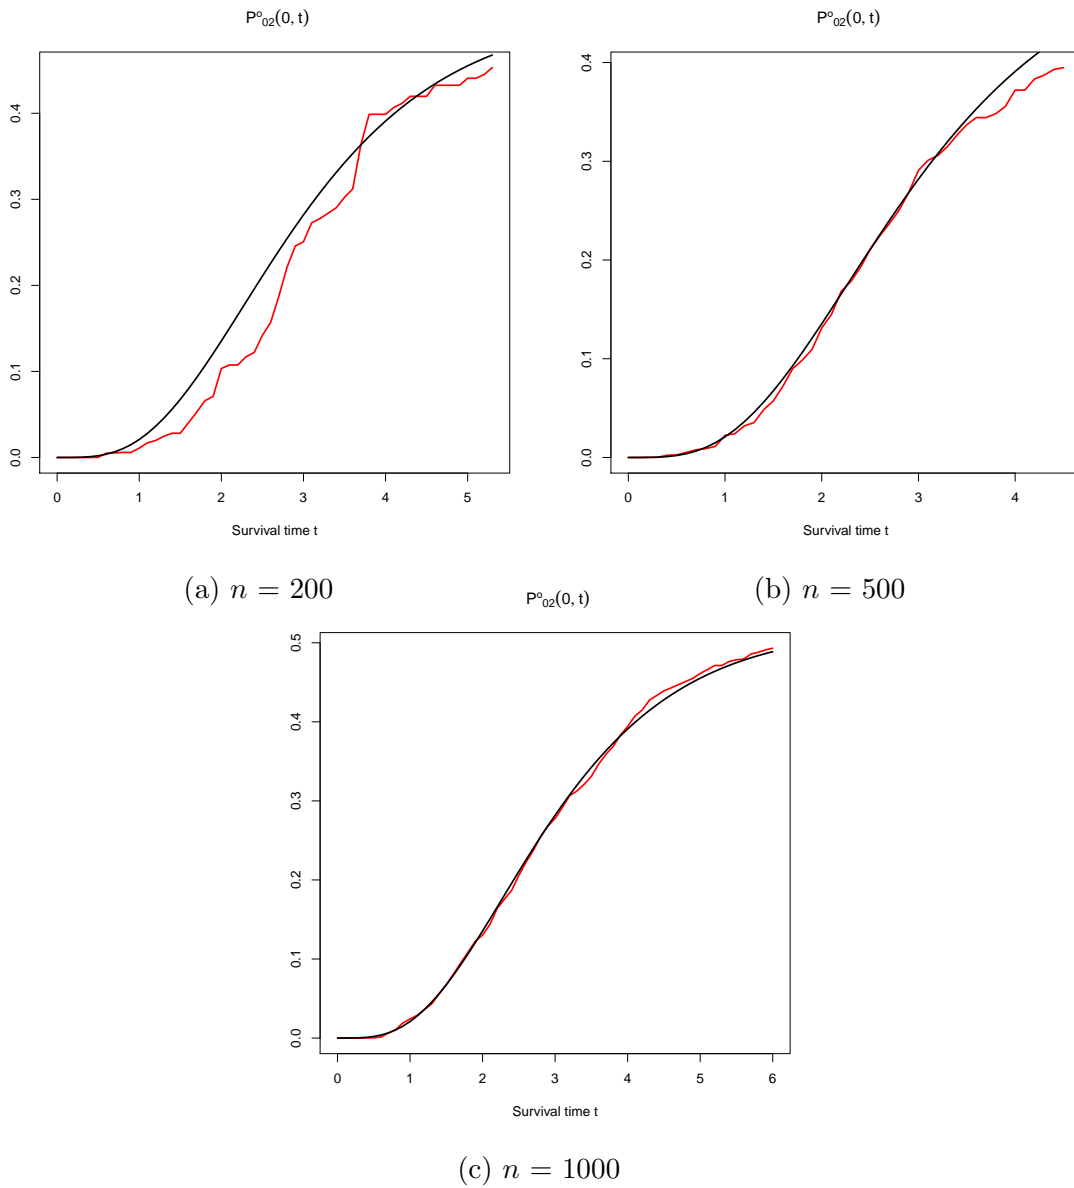 P°₀₂(0, t)
0.4
0.3
0.2
0.1
0.0
0 1 2 3 4 5
Survival time t
(a) n = 200
P°₀₂(0, t)
0.4
0.3
0.2
0.1
0.0
0 1 2 3 4
Survival time t
(b) n = 500
P°₀₂(0, t)
0.5
0.4
0.3
0.2
0.1
0.0
0 1 2 3 4 5 6
Survival time t
(c) n = 1000